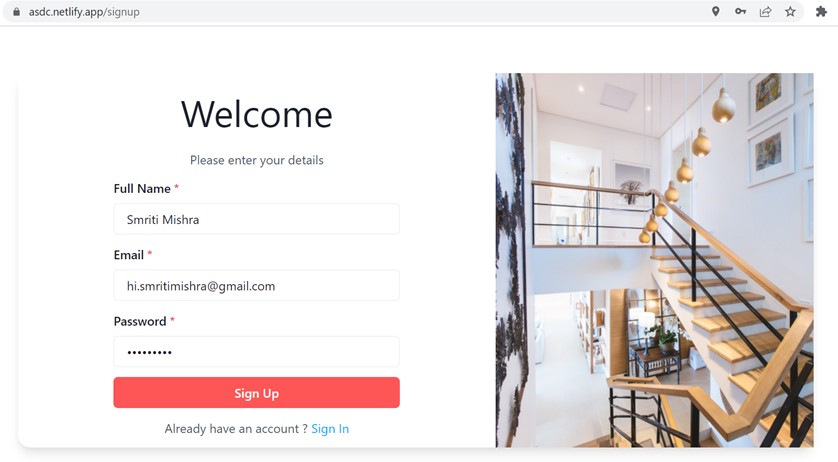 asdc.netlify.app/signup
Welcome
Please enter your details
Full Name *
Smriti Mishra
Email *
hi.smritimishra@gmail.com
Password *
•••••••••
Sign Up
Already have an account ? Sign In